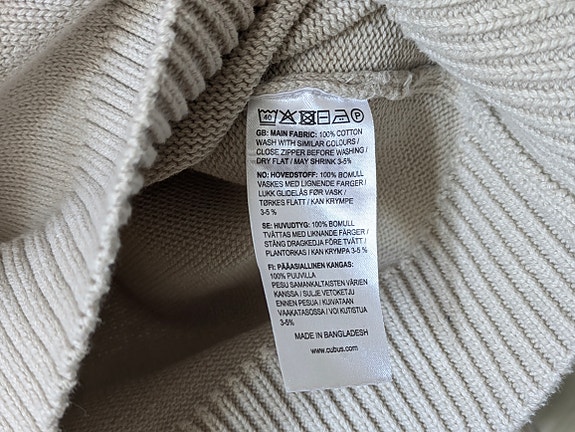 40 P
GB: MAIN FABRIC: 100% COTTON
WASH WITH SIMILAR COLOURS /
CLOSE ZIPPER BEFORE WASHING /
DRY FLAT / MAY SHRINK 3-5%
NO: HOVEDSTOFF: 100% BOMULL
VASKES MED LIGNENDE FARGER /
LUKK GLIDELÅS FØR VASK /
TØRKES FLATT / KAN KRYMPE
3-5 %
SE: HUVUDTYG: 100% BOMULL
TVÄTTAS MED LIKNANDE FÄRGER /
STÄNG DRAGKEDJA FÖRE TVÄTT /
PLANTORKAS / KAN KRYMPA 3-5 %
FI: PÄÄASIALLINEN KANGAS:
100% PUUVILLA
PESU SAMANKALTAISTEN VÄRIEN
KANSSA / SULJE VETOKETJU
ENNEN PESUA / KUIVATAAN
VAAKATASOSSA / VOI KUTISTUA
3-5%
MADE IN BANGLADESH
www.cubus.com